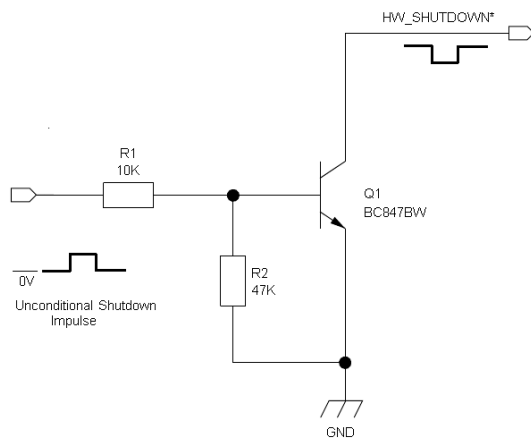 HW_SHUTDOWN*
R1
10K
Q1
BC847BW
R2
47K
0V
Unconditional Shutdown
Impulse
GND